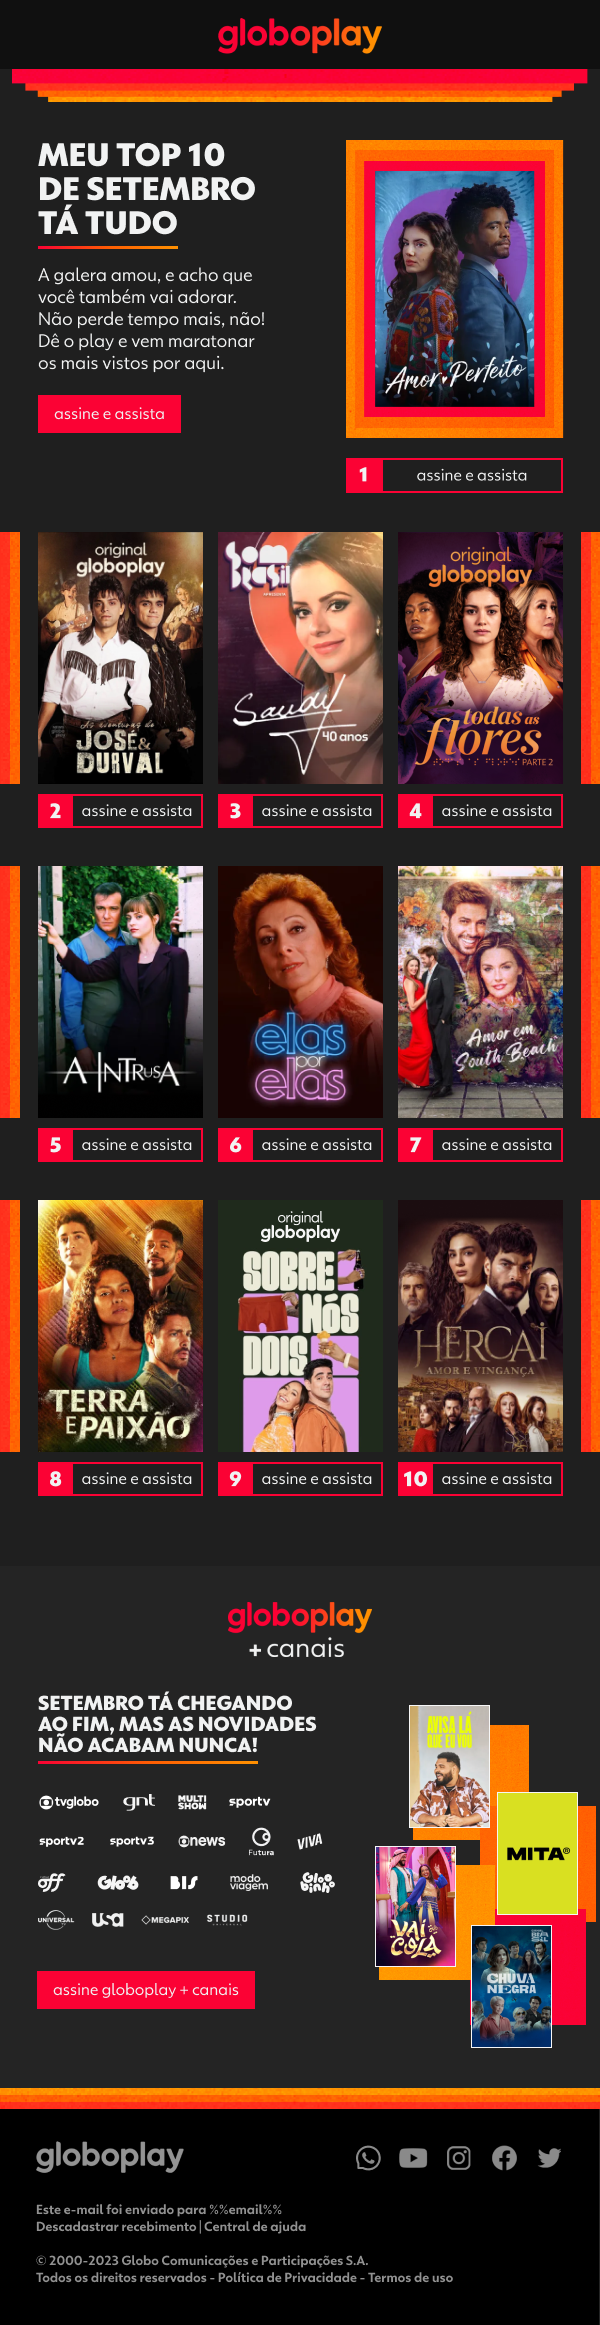 globoplay
MEU TOP 10
DE SETEMBRO
TÁ TUDO
A galera amou, e acho que
você também vai adorar.
Não perde tempo mais, não!
Dê o play e vem maratonar
os mais vistos por aqui.
assine e assista
Amor Perfeito
1 assine e assista
original
globoplay
As aventuras de
JOSÉ &
DURVAL
Som
Brasil
APRESENTA
Sandy
40 anos
original
globoplay
todas as
flores
PARTE 2
2 assine e assista
3 assine e assista
4 assine e assista
A INTRUSA
elas
por
elas
Amor em
South Beach
5 assine e assista
6 assine e assista
7 assine e assista
TERRA
E PAIXÃO
original
globoplay
SOBRE
NÓS
DOIS
HERCAI
AMOR E VINGANÇA
8 assine e assista
9 assine e assista
10 assine e assista
globoplay
+ canais
SETEMBRO TÁ CHEGANDO
AO FIM, MAS AS NOVIDADES
NÃO ACABAM NUNCA!
tvglobo gnt MULTI SHOW sportv
sportv2 sportv3 gnews Futura VIVA
off Gloob BIS modo viagem Gloobinho
UNIVERSAL USA MEGAPIX STUDIO UNIVERSAL
assine globoplay + canais
AVISA LÁ
QUE EU VOU
MITA®
VAI
QUE
COLA
CHUVA
NEGRA
globoplay
Este e-mail foi enviado para %%email%%
Descadastrar recebimento | Central de ajuda
© 2000-2023 Globo Comunicações e Participações S.A.
Todos os direitos reservados - Política de Privacidade - Termos de uso